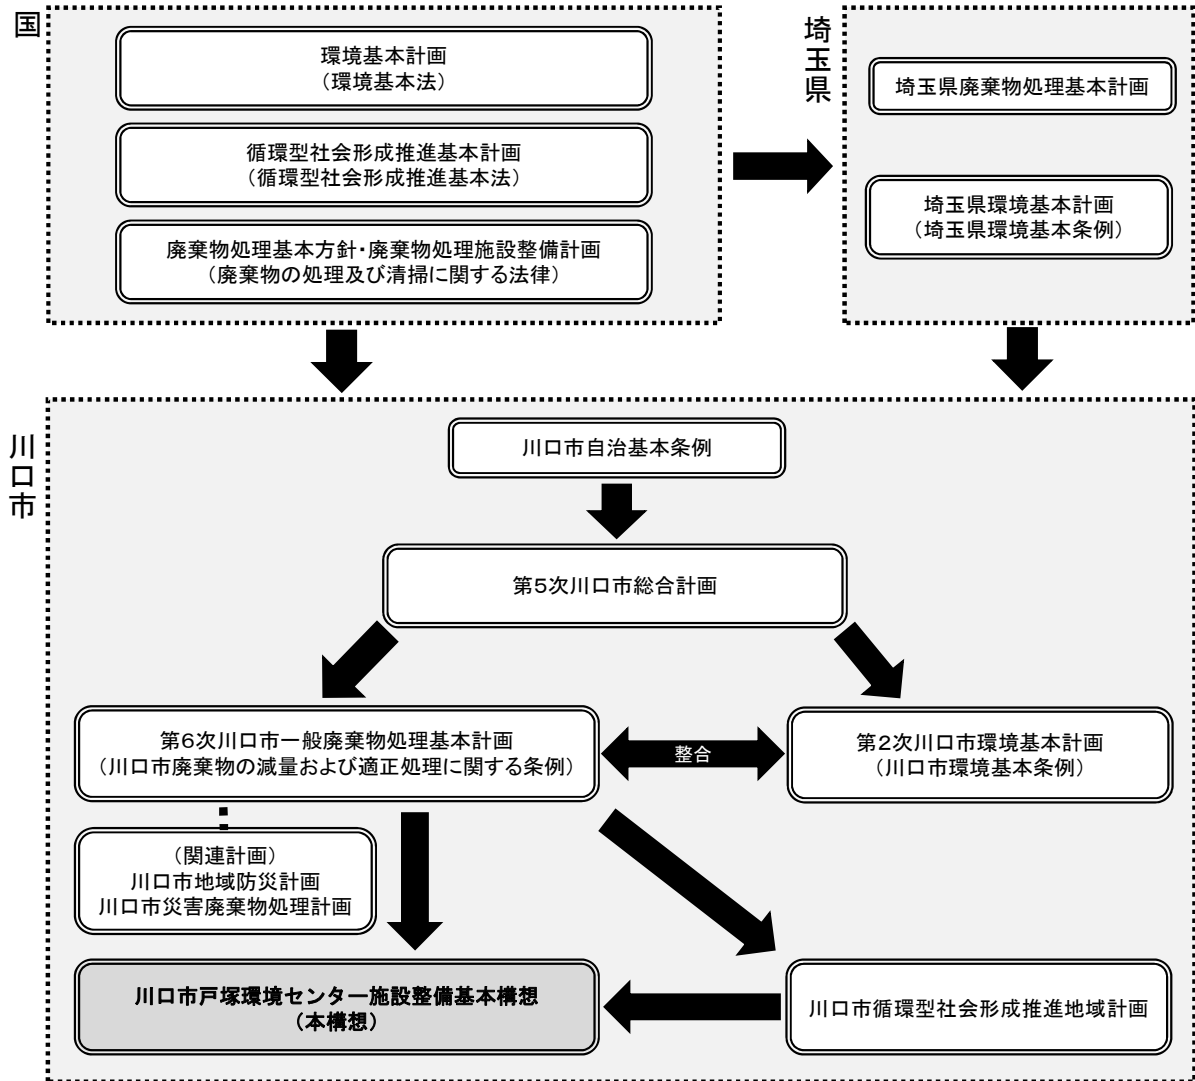 国
環境基本計画
（環境基本法）
循環型社会形成推進基本計画
（循環型社会形成推進基本法）
廃棄物処理基本方針・廃棄物処理施設整備計画
（廃棄物の処理及び清掃に関する法律）
埼玉県
埼玉県廃棄物処理基本計画
埼玉県環境基本計画
（埼玉県環境基本条例）
川口市
川口市自治基本条例
第5次川口市総合計画
第6次川口市一般廃棄物処理基本計画
（川口市廃棄物の減量および適正処理に関する条例）
整合
第2次川口市環境基本計画
（川口市環境基本条例）
（関連計画）
川口市地域防災計画
川口市災害廃棄物処理計画
川口市戸塚環境センター施設整備基本構想
（本構想）
川口市循環型社会形成推進地域計画